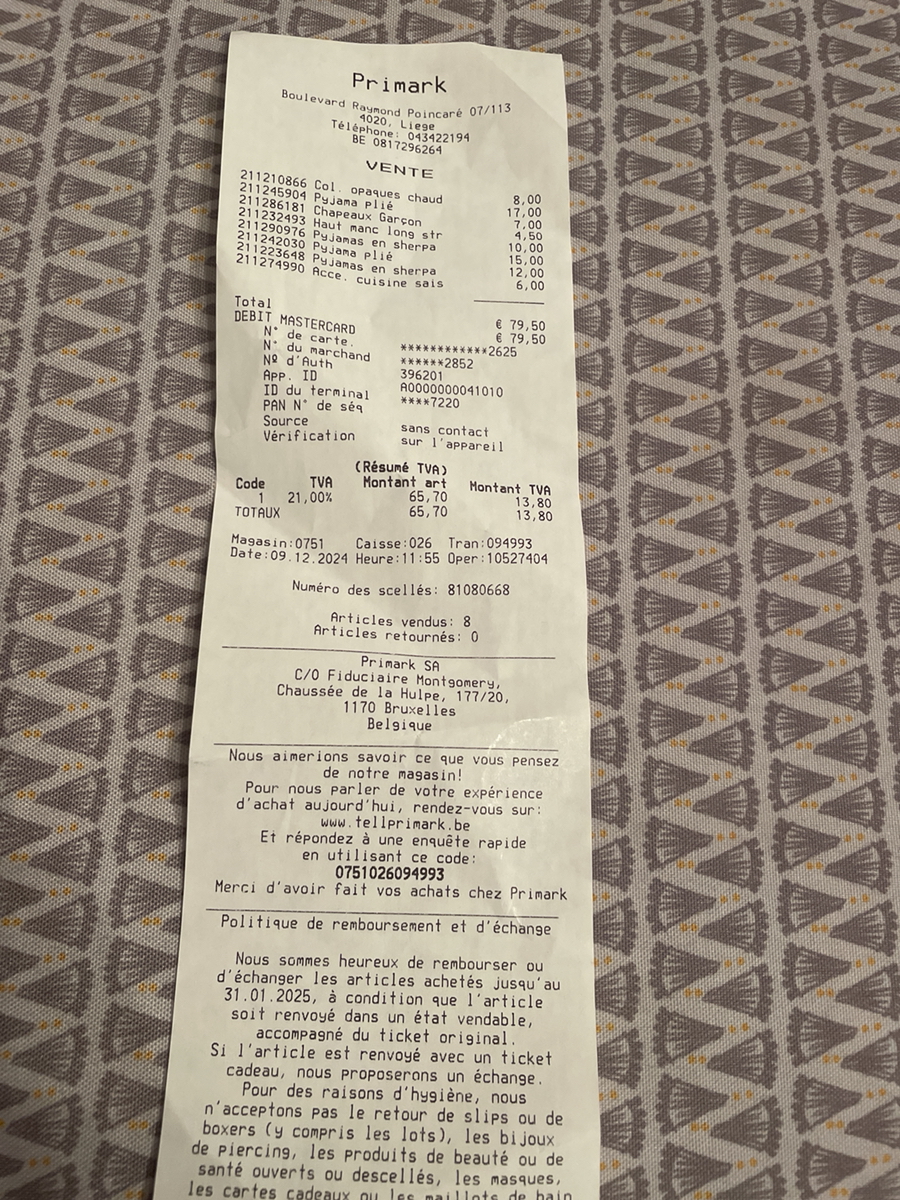 Primark
Boulevard Raymond Poincaré 07/113
4020, Liege
Téléphone: 043422194
BE 0817296264
VENTE
211210866 Col. opaques chaud 8,00
211245904 Pyjama plié 17,00
211286181 Chapeaux Garçon 7,00
211232493 Haut manc long str 4,50
211290976 Pyjamas en sherpa 10,00
211242030 Pyjama plié 15,00
211223648 Pyjamas en sherpa 12,00
211274990 Acce. cuisine sais 6,00
Total € 79,50
DEBIT MASTERCARD € 79,50
N° de carte. ************2625
N° du marchand ******2852
Nº d'Auth 396201
App. ID A0000000041010
ID du terminal ****7220
PAN N° de séq
Source sans contact
Vérification sur l'appareil
(Résumé TVA)
Code TVA Montant art Montant TVA
1 21,00% 65,70 13,80
TOTAUX 65,70 13,80
Magasin:0751 Caisse:026 Tran:094993
Date:09.12.2024 Heure:11:55 Oper:10527404
Numéro des scellés: 81080668
Articles vendus: 8
Articles retournés: 0
Primark SA
C/O Fiduciaire Montgomery,
Chaussée de la Hulpe, 177/20,
1170 Bruxelles
Belgique
Nous aimerions savoir ce que vous pensez
de notre magasin!
Pour nous parler de votre expérience
d'achat aujourd'hui, rendez-vous sur:
www.tellprimark.be
Et répondez à une enquête rapide
en utilisant ce code:
0751026094993
Merci d'avoir fait vos achats chez Primark
Politique de remboursement et d'échange
Nous sommes heureux de rembourser ou
d'échanger les articles achetés jusqu'au
31.01.2025, à condition que l'article
soit renvoyé dans un état vendable,
accompagné du ticket original.
Si l'article est renvoyé avec un ticket
cadeau, nous proposerons un échange.
Pour des raisons d'hygiène, nous
n'acceptons pas le retour de slips ou de
boxers (y compris les lots), les bijoux
de piercing, les produits de beauté ou de
santé ouverts ou descellés, les masques,
les cartes cadeaux ou les maillots de bain